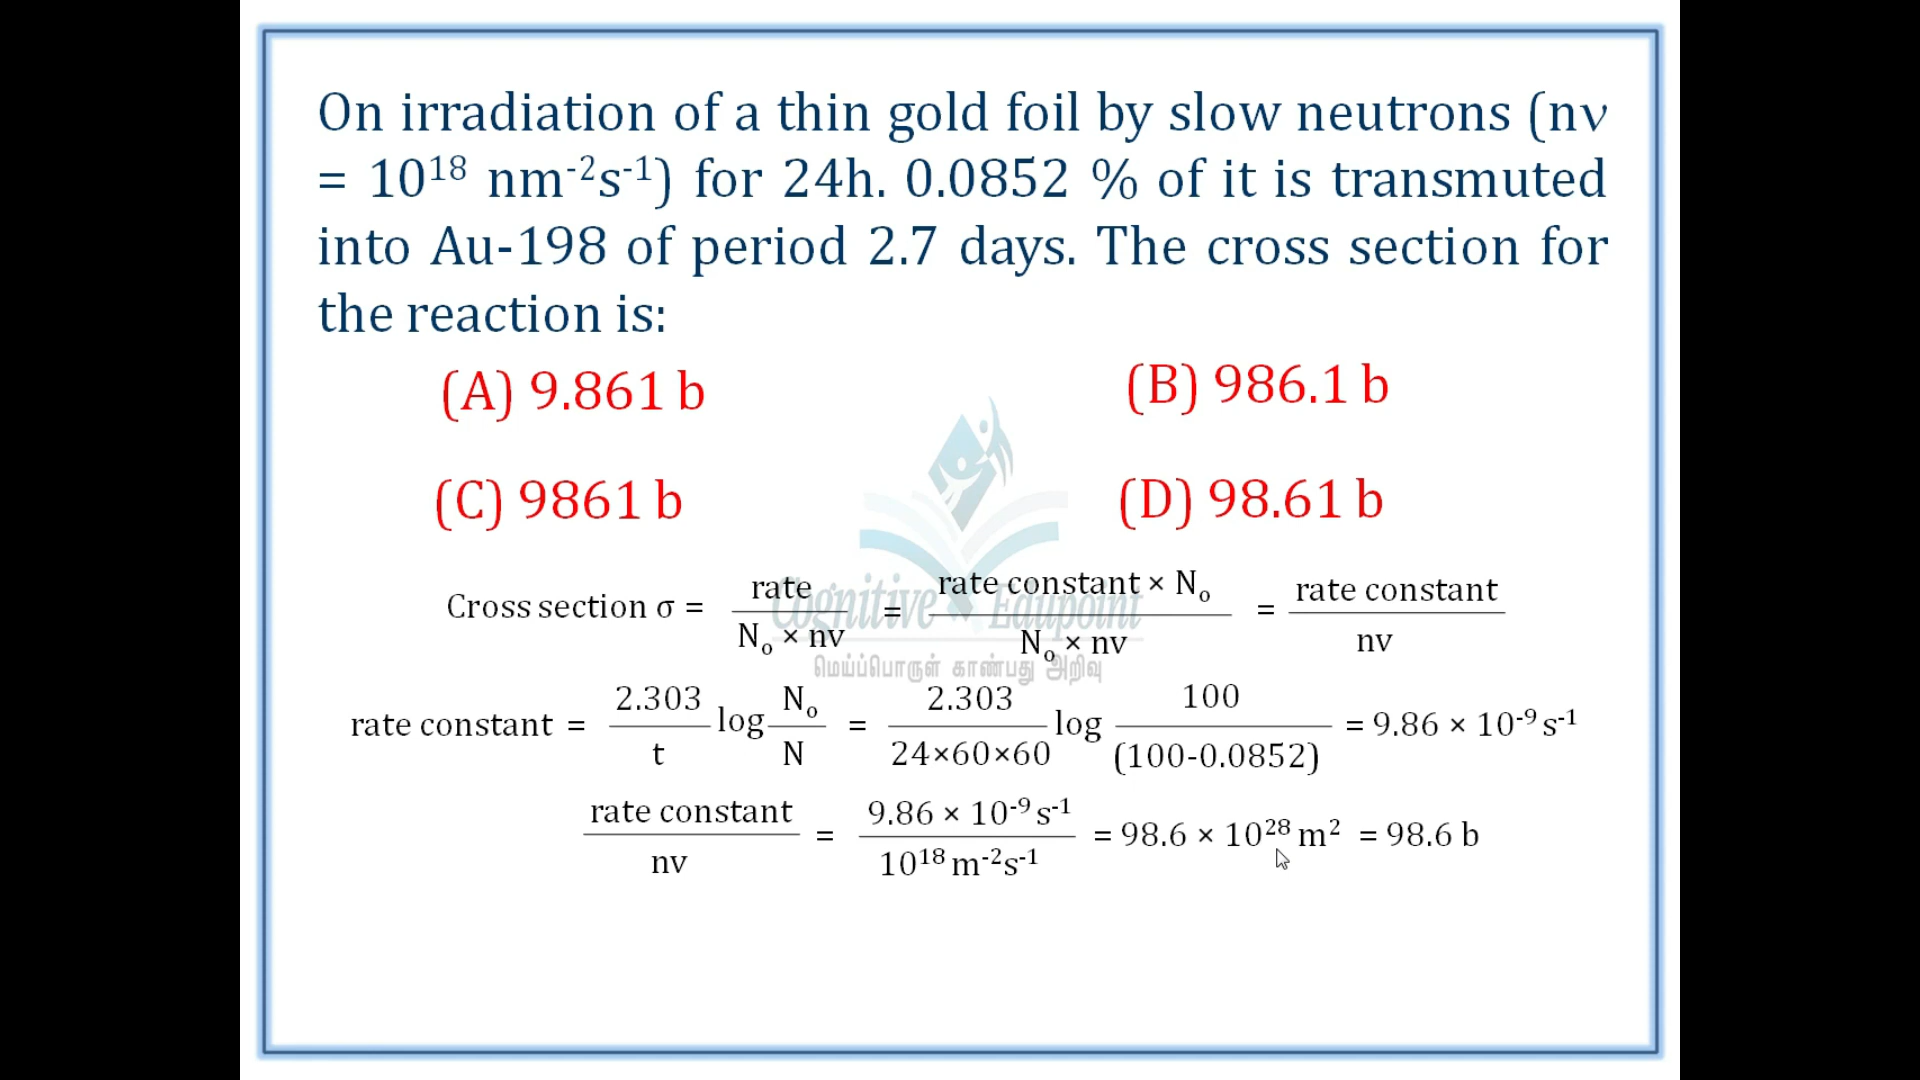 On irradiation of a thin gold foil by slow neutrons (nν
= 10¹⁸ nm⁻²s⁻¹) for 24h. 0.0852 % of it is transmuted
into Au-198 of period 2.7 days. The cross section for
the reaction is:
(A) 9.861 b (B) 986.1 b
(C) 9861 b (D) 98.61 b
Cross section σ = rate / N₀ × nv = rate constant × N₀ / N₀ × nv = rate constant / nv
Cognitive Edupoint
மெய்ப்பொருள் காண்பது அறிவு
rate constant = 2.303 / t log N₀ / N = 2.303 / 24×60×60 log 100 / (100-0.0852) = 9.86 × 10⁻⁹ s⁻¹
rate constant / nv = 9.86 × 10⁻⁹ s⁻¹ / 10¹⁸ m⁻²s⁻¹ = 98.6 × 10²⁸ m² = 98.6 b